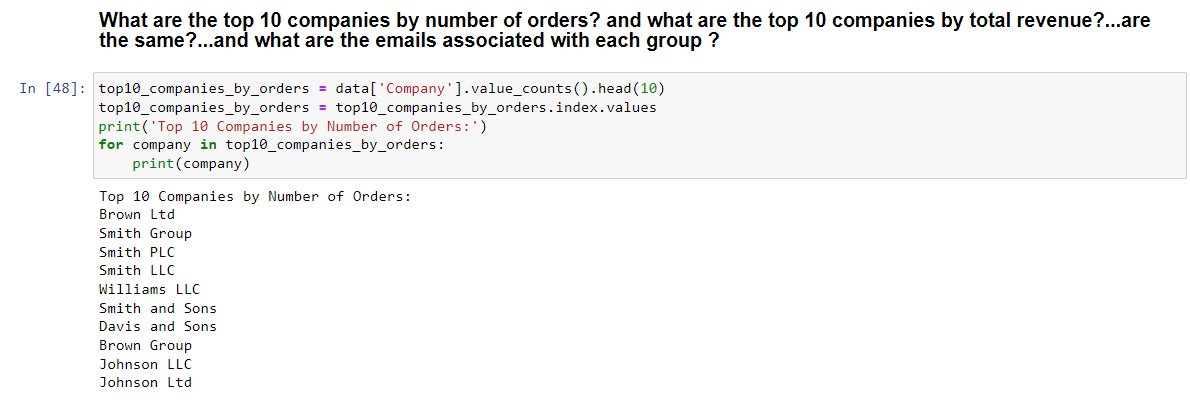 What are the top 10 companies by number of orders? and what are the top 10 companies by total revenue?...are
the same?...and what are the emails associated with each group ?
In [48]: top10_companies_by_orders = data['Company'].value_counts().head(10)
top10_companies_by_orders = top10_companies_by_orders.index.values
print('Top 10 Companies by Number of Orders:')
for company in top10_companies_by_orders:
    print(company)
Top 10 Companies by Number of Orders:
Brown Ltd
Smith Group
Smith PLC
Smith LLC
Williams LLC
Smith and Sons
Davis and Sons
Brown Group
Johnson LLC
Johnson Ltd